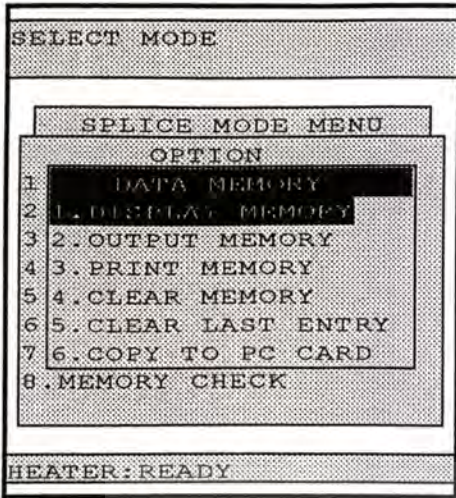 SELECT MODE
SPLICE MODE MENU
OPTION
1 DATA MEMORY
2 1.DISPLAY MEMORY
3 2.OUTPUT MEMORY
4 3.PRINT MEMORY
5 4.CLEAR MEMORY
6 5.CLEAR LAST ENTRY
7 6.COPY TO PC CARD
8.MEMORY CHECK
HEATER:READY